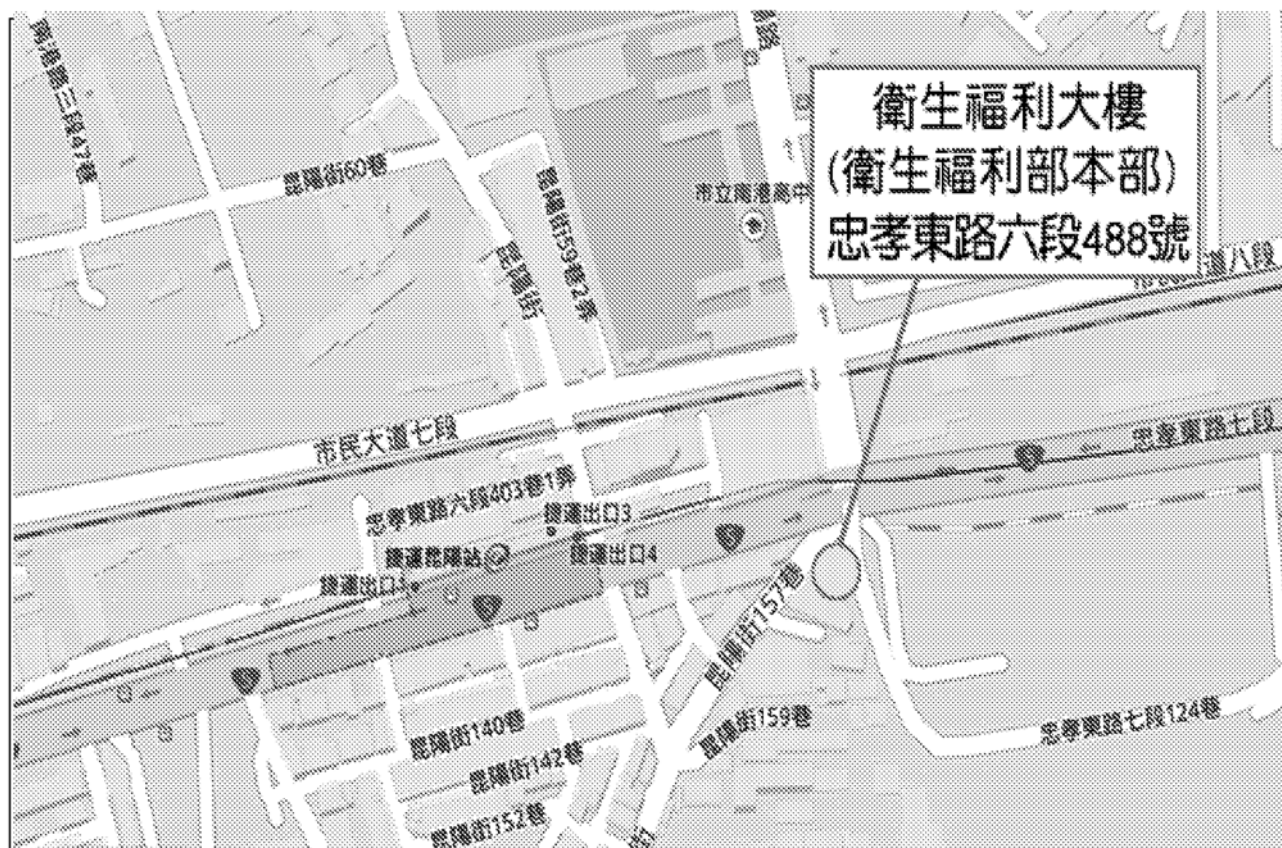 南港路三段47巷
昆陽街60巷
昆陽街
昆陽街159巷2弄
市立南港高中
衛生福利大樓
(衛生福利部本部)
忠孝東路六段488號
道八段
市民大道七段
忠孝東路七段
忠孝東路六段403巷1弄
捷運出口3
捷運出口4
捷運昆陽站
捷運出口
昆陽街157巷
昆陽街159巷
昆陽街140巷
昆陽街142巷
昆陽街152巷
忠孝東路七段124巷